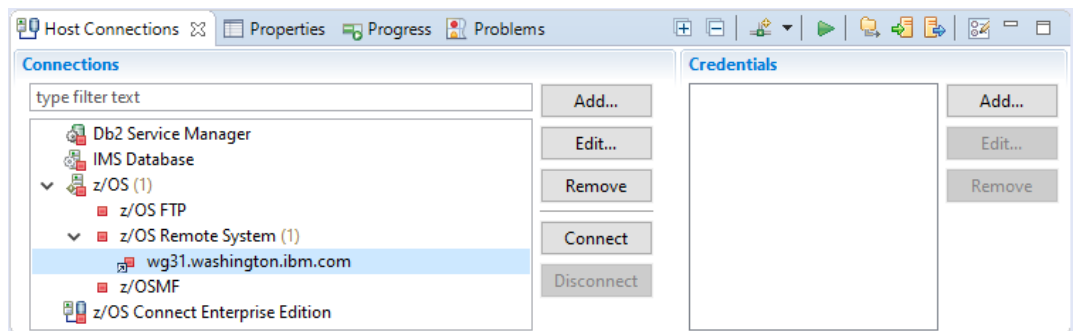 Host Connections Properties Progress Problems
Connections
type filter text
Db2 Service Manager
IMS Database
z/OS (1)
z/OS FTP
z/OS Remote System (1)
wg31.washington.ibm.com
z/OSMF
z/OS Connect Enterprise Edition
Add...
Edit...
Remove
Connect
Disconnect
Credentials
Add...
Edit...
Remove